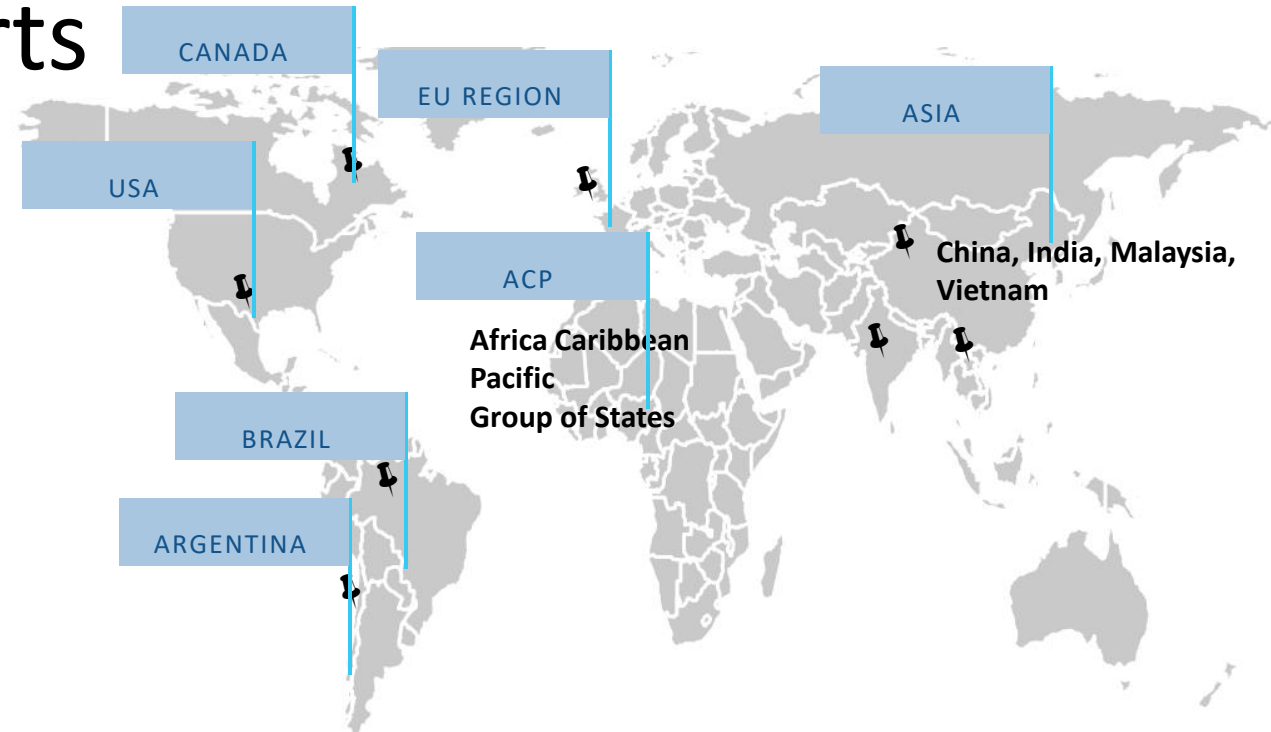 rts
CANADA
EU REGION
ASIA
USA
China, India, Malaysia,
Vietnam
ACP
Africa Caribbean
Pacific
Group of States
BRAZIL
ARGENTINA